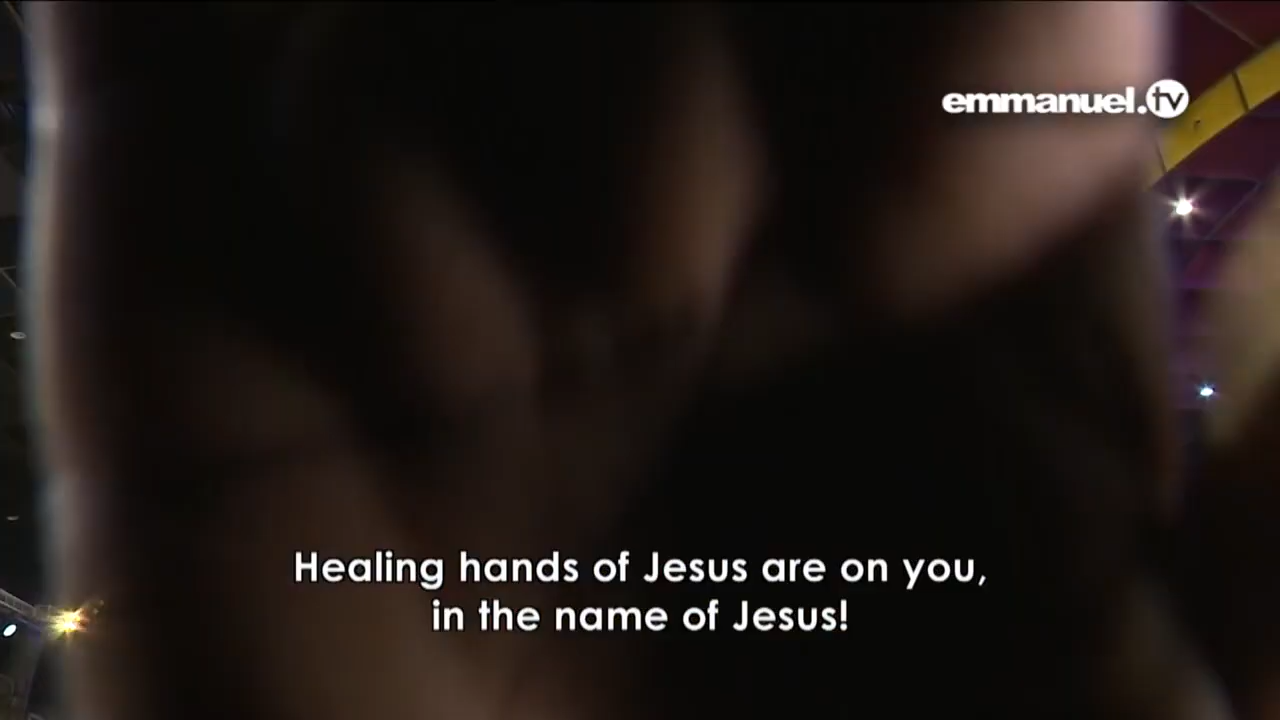 emmanuel.tv
Healing hands of Jesus are on you,
in the name of Jesus!